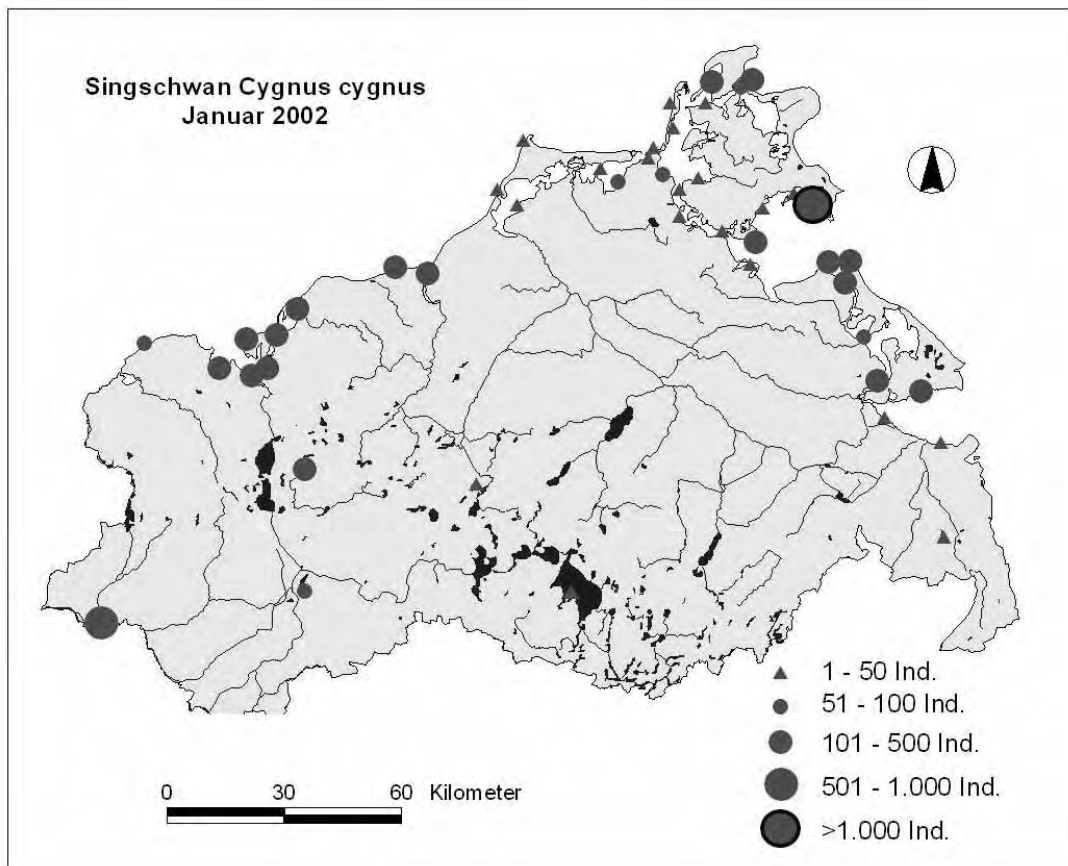 Singschwan Cygnus cygnus
Januar 2002
1 - 50 Ind.
51 - 100 Ind.
101 - 500 Ind.
501 - 1.000 Ind.
>1.000 Ind.
0 30 60 Kilometer